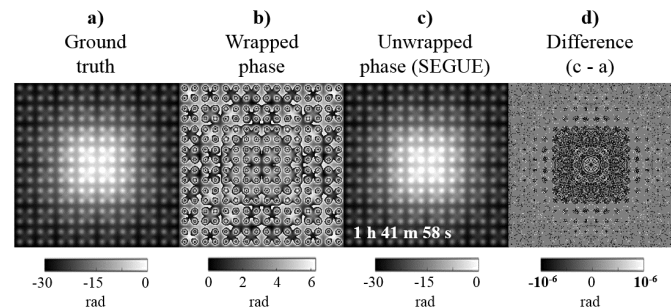 a)
Ground
truth
b)
Wrapped
phase
c)
Unwrapped
phase (SEGUE)
d)
Difference
(c - a)
1 h 41 m 58 s
-30 -15 0
rad
0 2 4 6
rad
-30 -15 0
rad
-10⁻⁶ 10⁻⁶
rad